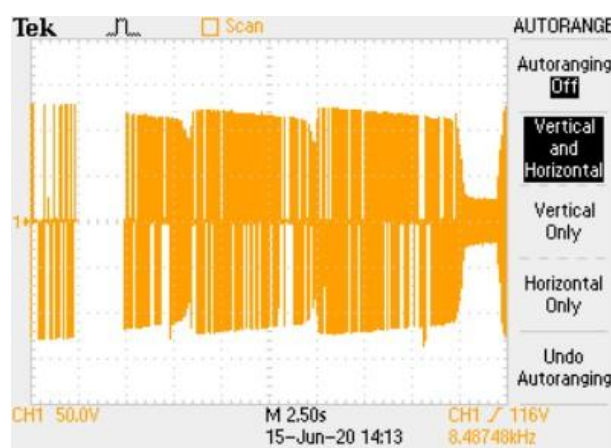 Tek
Scan
AUTORANGE
Autoranging
Off
Vertical
and
Horizontal
Vertical
Only
Horizontal
Only
Undo
Autoranging
1
CH1 50.0V
M 2.50s
CH1 / 116V
15-Jun-20 14:13
8.48748kHz